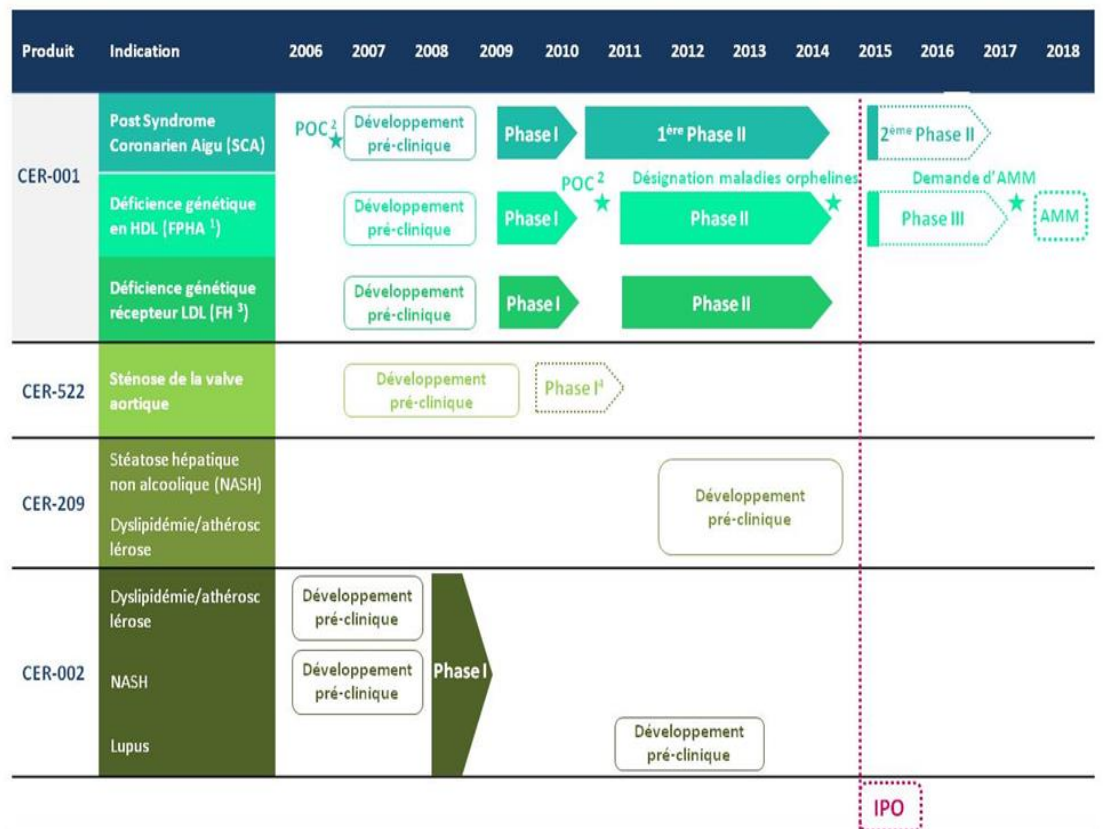 Produit Indication 2006 2007 2008 2009 2010 2011 2012 2013 2014 2015 2016 2017 2018
CER-001
Post Syndrome
Coronarien Aigu (SCA)
POC 2
Développement
pré-clinique
Phase I
1ère Phase II
2ème Phase II
Déficience génétique
en HDL (FPHA 1)
Développement
pré-clinique
Phase I
POC 2
Désignation maladies orphelines
Phase II
Demande d'AMM
Phase III
AMM
Déficience génétique
récepteur LDL (FH 3)
Développement
pré-clinique
Phase I
Phase II
CER-522
Sténose de la valve
aortique
Développement
pré-clinique
Phase I4
CER-209
Stéatose hépatique
non alcoolique (NASH)
Dyslipidémie/athérosc
lérose
Développement
pré-clinique
CER-002
Dyslipidémie/athérosc
lérose
Développement
pré-clinique
NASH
Développement
pré-clinique
Phase I
Lupus
Développement
pré-clinique
IPO